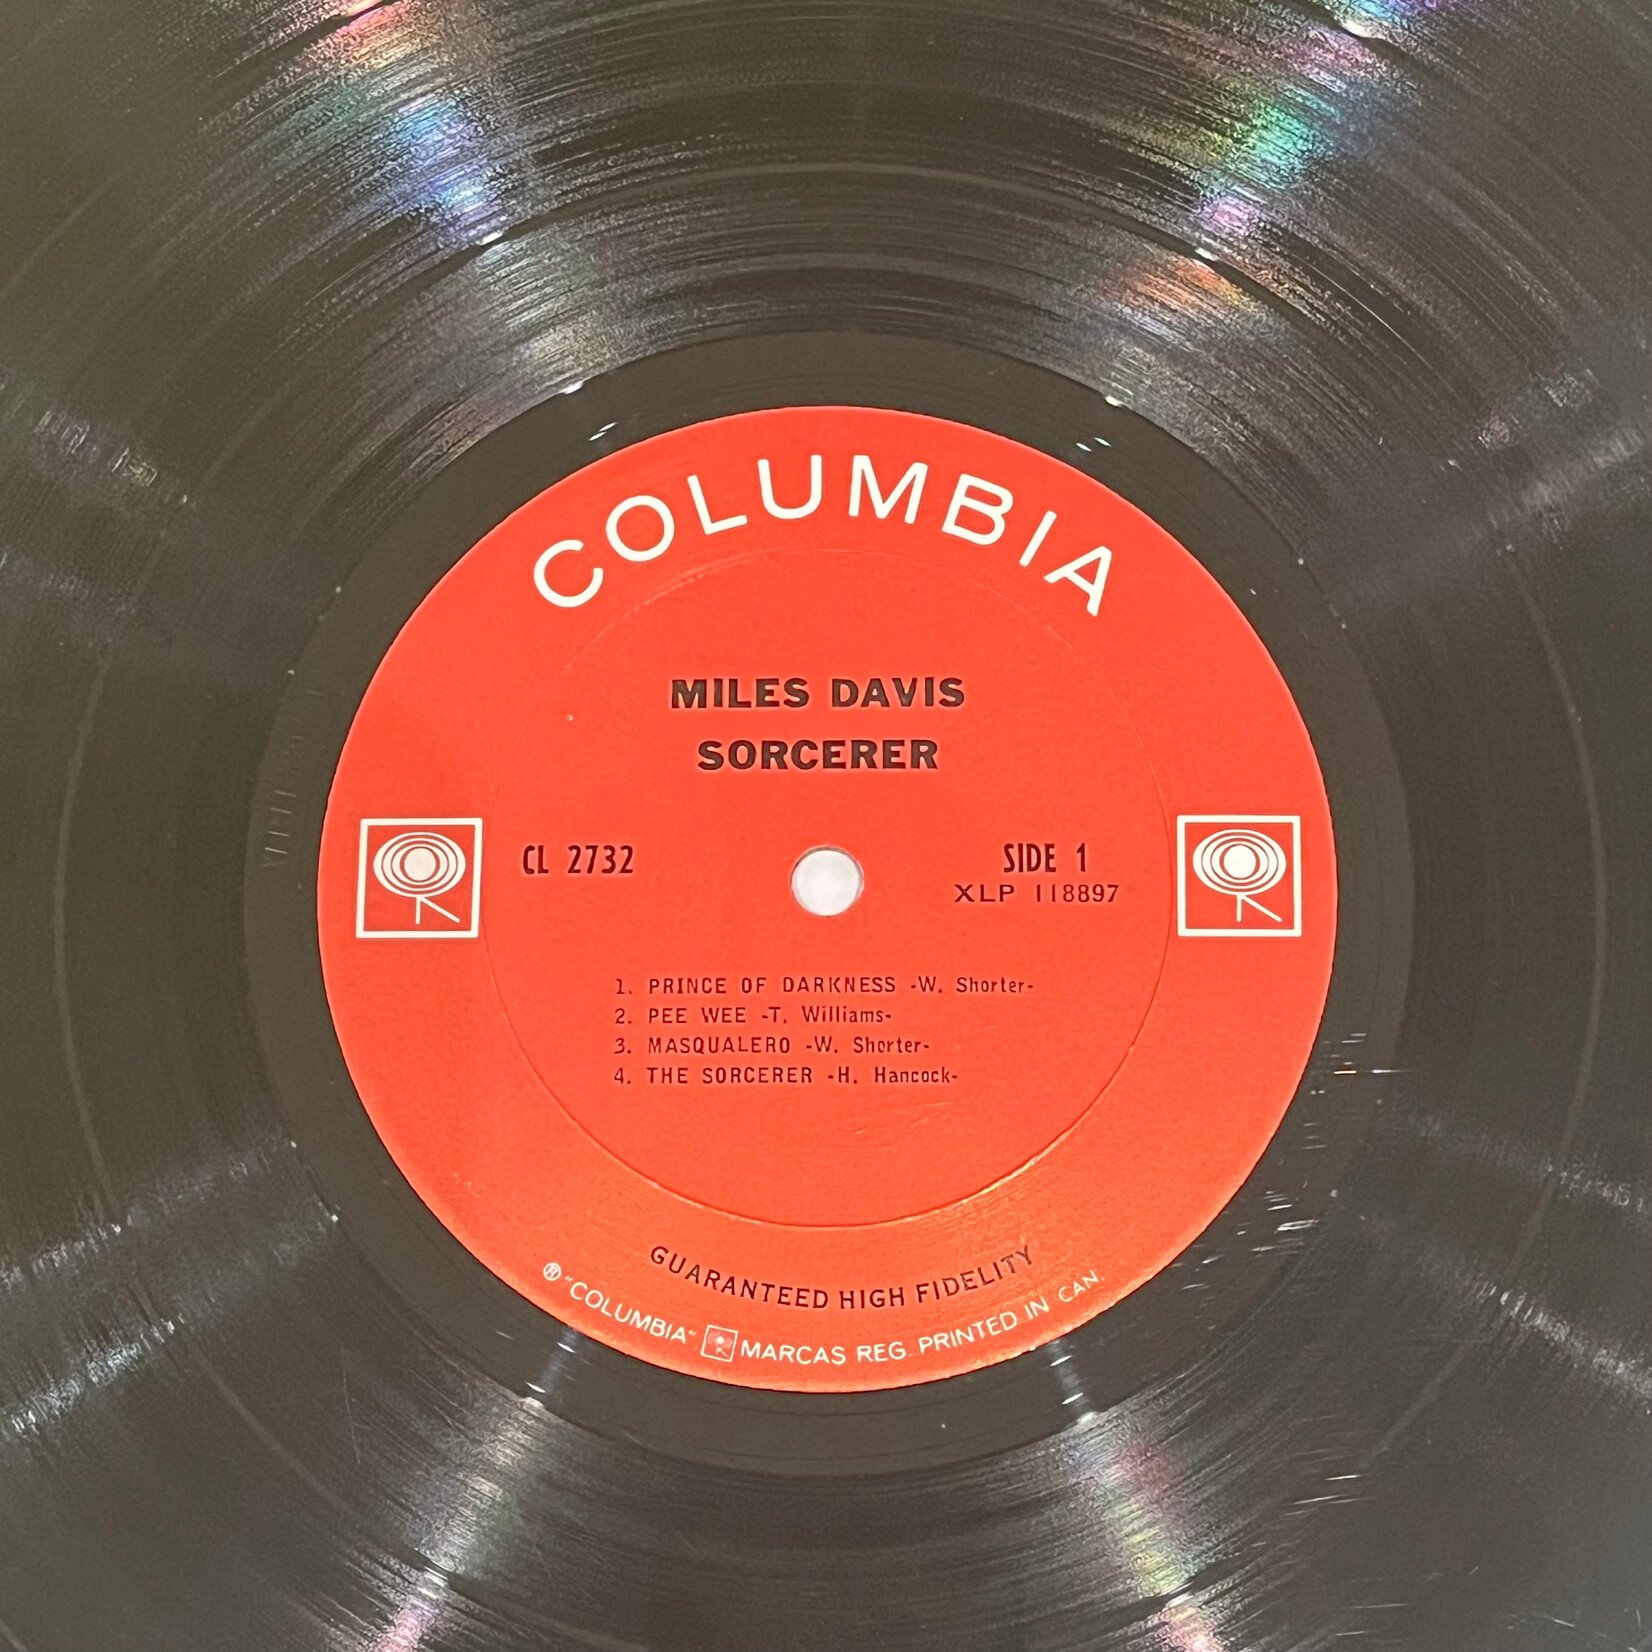 COLUMBIA
MILES DAVIS
SORCERER
CL 2732
SIDE 1
XLP 118897
1. PRINCE OF DARKNESS -W. Shorter-
2. PEE WEE -T. Williams-
3. MASQUALERO -W. Shorter-
4. THE SORCERER -H. Hancock-
GUARANTEED HIGH FIDELITY
® "COLUMBIA" MARCAS REG PRINTED IN CAN.